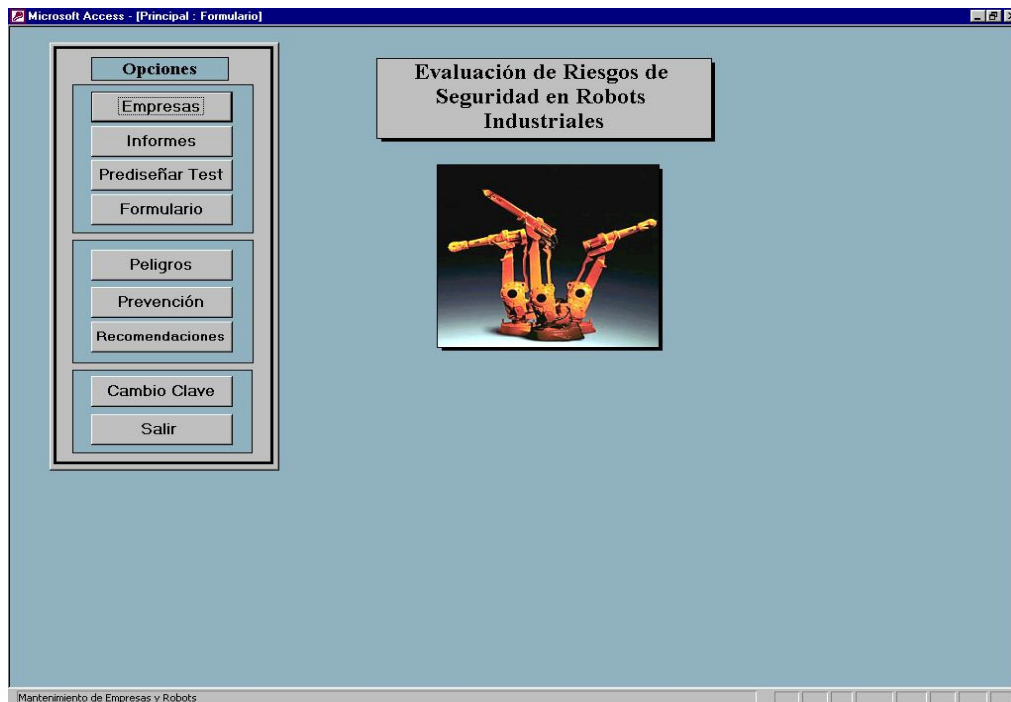 Microsoft Access - [Principal : Formulario]
Opciones
Empresas
Informes
Prediseñar Test
Formulario
Peligros
Prevención
Recomendaciones
Cambio Clave
Salir
Evaluación de Riesgos de
Seguridad en Robots
Industriales
Mantenimiento de Empresas y Robots